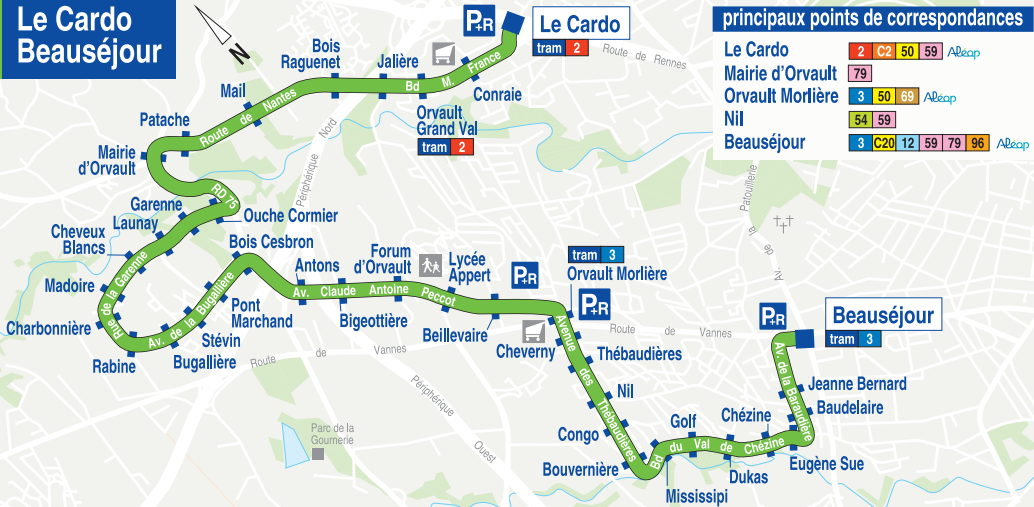 Le Cardo
Beauséjour
N
P+R
Le Cardo
tram 2
Route de Rennes
principaux points de correspondances
Le Cardo 2 C2 50 59 Aléop
Mairie d'Orvault 79
Orvault Morlière 3 50 69 Aléop
Nil 54 59
Beauséjour 3 C20 12 59 79 96 Aléop
Bois
Raguenet
Jalière
Bd M. France
Conraie
Orvault
Grand Val
tram 2
Mail
Route de Nantes
Patache
Mairie
d'Orvault
Périphérique Nord
RD 75
Garenne
Launay
Ouche Cormier
Cheveux
Blancs
Rue de la Garenne
Madoire
Charbonnière
Rabine
Av. de la Bugallière
Bugallière
Stévin
Pont
Marchand
Bois Cesbron
Antons
Av. Claude Antoine Peccot
Bigeottière
Forum
d'Orvault
Lycée
Appert
Beillevaire
P+R
tram 3
Orvault Morlière
P+R
Cheverny
Avenue des Thébaudières
Route de Vannes
Route de Vannes
Périphérique Ouest
Parc de la
Gournerie
Av. de la Patouillerie
Thébaudières
Nil
Congo
Bouvernière
Mississipi
Bd du Val de Chézine
Golf
Dukas
Chézine
Eugène Sue
Baudelaire
Jeanne Bernard
Av. de la Baraudière
P+R
Beauséjour
tram 3